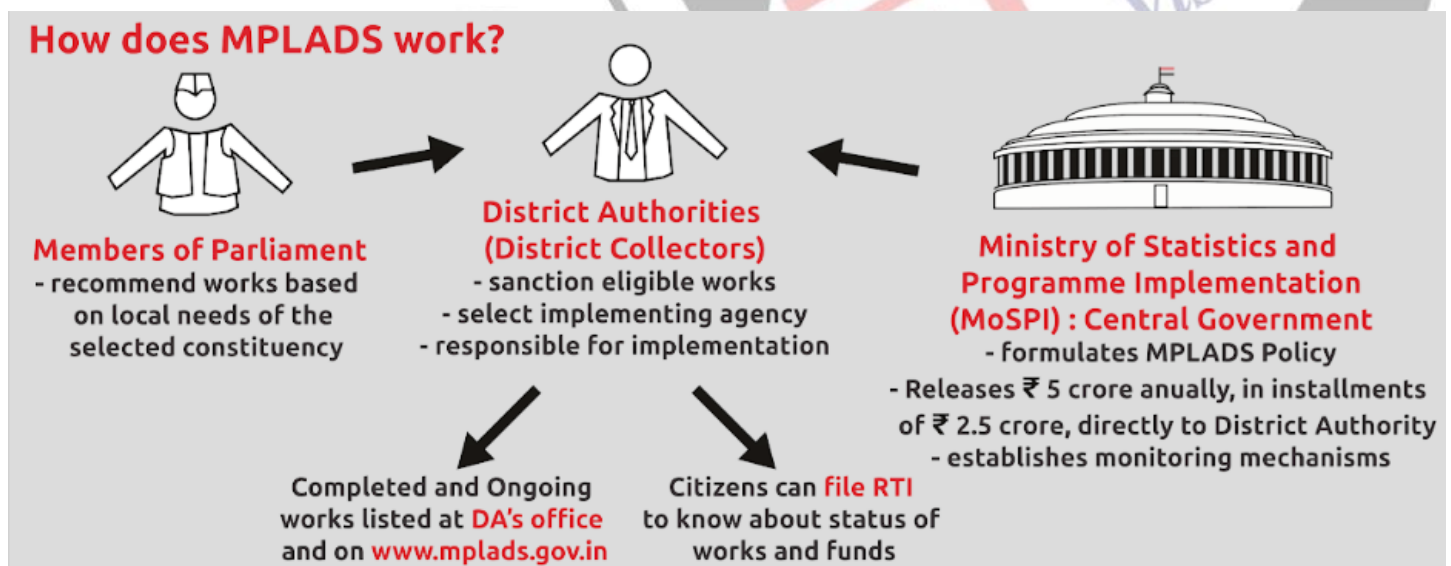 How does MPLADS work?
Members of Parliament
- recommend works based
on local needs of the
selected constituency
District Authorities
(District Collectors)
- sanction eligible works
- select implementing agency
- responsible for implementation
Ministry of Statistics and
Programme Implementation
(MoSPI) : Central Government
- formulates MPLADS Policy
- Releases ₹ 5 crore anually, in installments
of ₹ 2.5 crore, directly to District Authority
- establishes monitoring mechanisms
Completed and Ongoing
works listed at DA's office
and on www.mplads.gov.in
Citizens can file RTI
to know about status of
works and funds